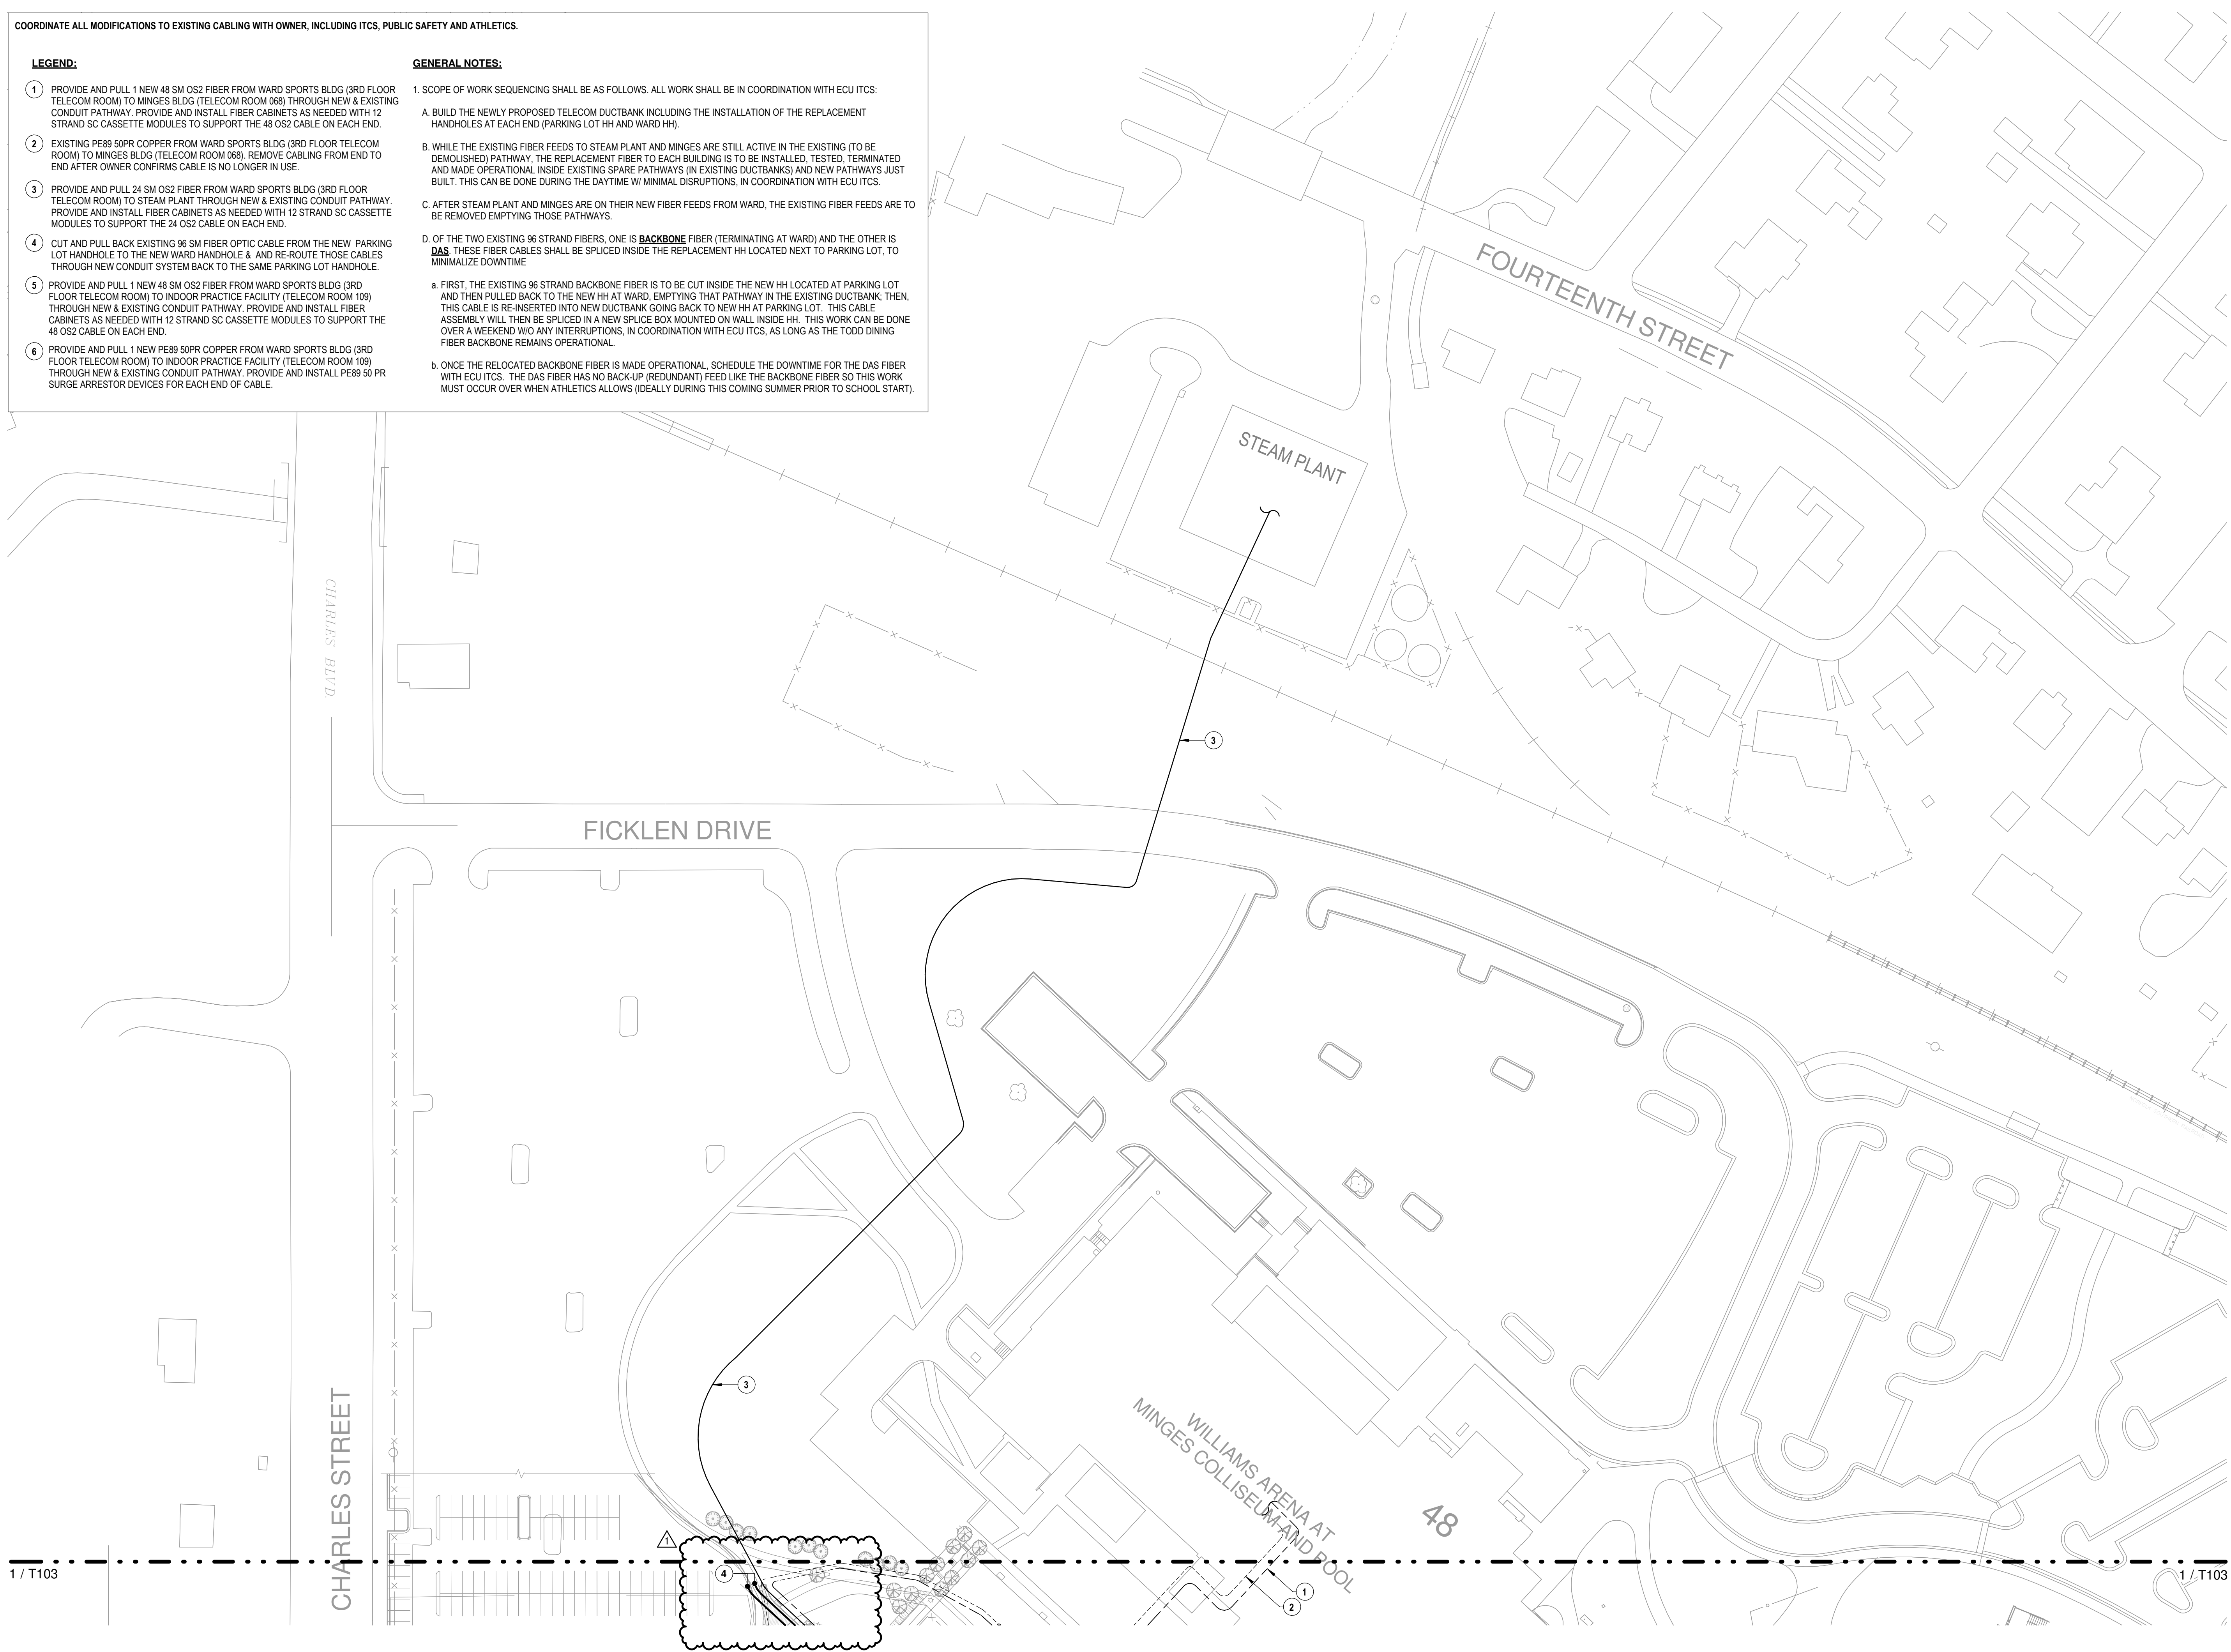 COORDINATE ALL MODIFICATIONS TO EXISTING CABLING WITH OWNER, INCLUDING ITCS, PUBLIC SAFETY AND ATHLETICS.
LEGEND:
1 PROVIDE AND PULL 1 NEW 48 SM OS2 FIBER FROM WARD SPORTS BLDG (3RD FLOOR
TELECOM ROOM) TO MINGES BLDG (TELECOM ROOM 068) THROUGH NEW & EXISTING
CONDUIT PATHWAY. PROVIDE AND INSTALL FIBER CABINETS AS NEEDED WITH 12
STRAND SC CASSETTE MODULES TO SUPPORT THE 48 OS2 CABLE ON EACH END.
2 EXISTING PE89 50PR COPPER FROM WARD SPORTS BLDG (3RD FLOOR TELECOM
ROOM) TO MINGES BLDG (TELECOM ROOM 068). REMOVE CABLING FROM END TO
END AFTER OWNER CONFIRMS CABLE IS NO LONGER IN USE.
3 PROVIDE AND PULL 24 SM OS2 FIBER FROM WARD SPORTS BLDG (3RD FLOOR
TELECOM ROOM) TO STEAM PLANT THROUGH NEW & EXISTING CONDUIT PATHWAY.
PROVIDE AND INSTALL FIBER CABINETS AS NEEDED WITH 12 STRAND SC CASSETTE
MODULES TO SUPPORT THE 24 OS2 CABLE ON EACH END.
4 CUT AND PULL BACK EXISTING 96 SM FIBER OPTIC CABLE FROM THE NEW PARKING
LOT HANDHOLE TO THE NEW WARD HANDHOLE & AND RE-ROUTE THOSE CABLES
THROUGH NEW CONDUIT SYSTEM BACK TO THE SAME PARKING LOT HANDHOLE.
5 PROVIDE AND PULL 1 NEW 48 SM OS2 FIBER FROM WARD SPORTS BLDG (3RD
FLOOR TELECOM ROOM) TO INDOOR PRACTICE FACILITY (TELECOM ROOM 109)
THROUGH NEW & EXISTING CONDUIT PATHWAY. PROVIDE AND INSTALL FIBER
CABINETS AS NEEDED WITH 12 STRAND SC CASSETTE MODULES TO SUPPORT THE
48 OS2 CABLE ON EACH END.
6 PROVIDE AND PULL 1 NEW PE89 50PR COPPER FROM WARD SPORTS BLDG (3RD
FLOOR TELECOM ROOM) TO INDOOR PRACTICE FACILITY (TELECOM ROOM 109)
THROUGH NEW & EXISTING CONDUIT PATHWAY. PROVIDE AND INSTALL PE89 50 PR
SURGE ARRESTOR DEVICES FOR EACH END OF CABLE.
GENERAL NOTES:
1. SCOPE OF WORK SEQUENCING SHALL BE AS FOLLOWS. ALL WORK SHALL BE IN COORDINATION WITH ECU ITCS:
A. BUILD THE NEWLY PROPOSED TELECOM DUCTBANK INCLUDING THE INSTALLATION OF THE REPLACEMENT
HANDHOLES AT EACH END (PARKING LOT HH AND WARD HH).
B. WHILE THE EXISTING FIBER FEEDS TO STEAM PLANT AND MINGES ARE STILL ACTIVE IN THE EXISTING (TO BE
DEMOLISHED) PATHWAY, THE REPLACEMENT FIBER TO EACH BUILDING IS TO BE INSTALLED, TESTED, TERMINATED
AND MADE OPERATIONAL INSIDE EXISTING SPARE PATHWAYS (IN EXISTING DUCTBANKS) AND NEW PATHWAYS JUST
BUILT. THIS CAN BE DONE DURING THE DAYTIME W/ MINIMAL DISRUPTIONS, IN COORDINATION WITH ECU ITCS.
C. AFTER STEAM PLANT AND MINGES ARE ON THEIR NEW FIBER FEEDS FROM WARD, THE EXISTING FIBER FEEDS ARE TO
BE REMOVED EMPTYING THOSE PATHWAYS.
D. OF THE TWO EXISTING 96 STRAND FIBERS, ONE IS BACKBONE FIBER (TERMINATING AT WARD) AND THE OTHER IS
DAS. THESE FIBER CABLES SHALL BE SPLICED INSIDE THE REPLACEMENT HH LOCATED NEXT TO PARKING LOT, TO
MINIMALIZE DOWNTIME
a. FIRST, THE EXISTING 96 STRAND BACKBONE FIBER IS TO BE CUT INSIDE THE NEW HH LOCATED AT PARKING LOT
AND THEN PULLED BACK TO THE NEW HH AT WARD, EMPTYING THAT PATHWAY IN THE EXISTING DUCTBANK; THEN,
THIS CABLE IS RE-INSERTED INTO NEW DUCTBANK GOING BACK TO NEW HH AT PARKING LOT. THIS CABLE
ASSEMBLY WILL THEN BE SPLICED IN A NEW SPLICE BOX MOUNTED ON WALL INSIDE HH. THIS WORK CAN BE DONE
OVER A WEEKEND W/O ANY INTERRUPTIONS, IN COORDINATION WITH ECU ITCS, AS LONG AS THE TODD DINING
FIBER BACKBONE REMAINS OPERATIONAL.
b. ONCE THE RELOCATED BACKBONE FIBER IS MADE OPERATIONAL, SCHEDULE THE DOWNTIME FOR THE DAS FIBER
WITH ECU ITCS. THE DAS FIBER HAS NO BACK-UP (REDUNDANT) FEED LIKE THE BACKBONE FIBER SO THIS WORK
MUST OCCUR OVER WHEN ATHLETICS ALLOWS (IDEALLY DURING THIS COMING SUMMER PRIOR TO SCHOOL START).
FOURTEENTH STREET
STEAM PLANT
CHARLES BLVD.
3
FICKLEN DRIVE
3
CHARLES STREET
WILLIAMS ARENA AT
MINGES COLLISEUM AND POOL
48
1
4
1
2
1 / T103
1 / T103